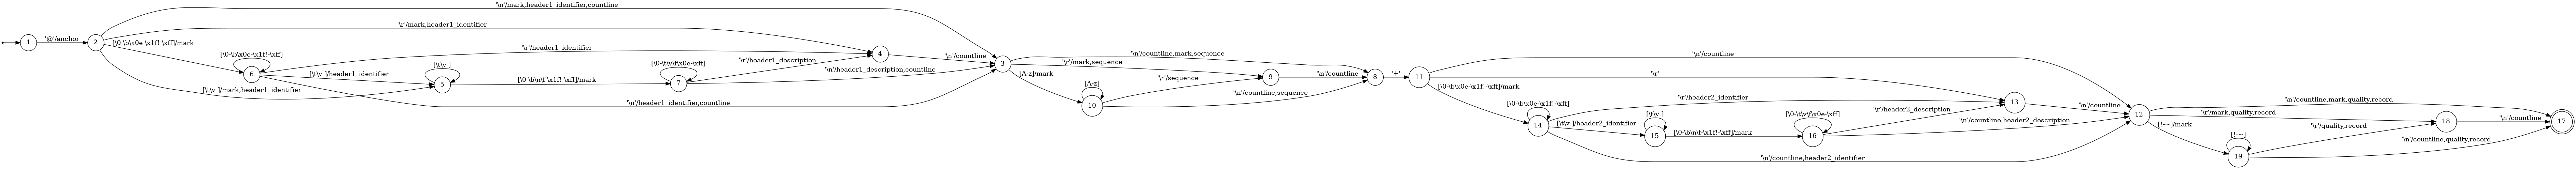 1
'@'/anchor
2
'\n'/mark,header1_identifier,countline
'\r'/mark,header1_identifier
[\0-\b\x0e-\x1f!-\xff]/mark
[\t\v ]/mark,header1_identifier
6
[\0-\b\x0e-\x1f!-\xff]
'\r'/header1_identifier
[\t\v ]/header1_identifier
'\n'/header1_identifier,countline
5
[\t\v ]
[\0-\b\n\f-\x1f!-\xff]/mark
7
[\0-\t\v\f\x0e-\xff]
'\r'/header1_description
'\n'/header1_description,countline
4
'\n'/countline
3
'\n'/countline,mark,sequence
'\r'/mark,sequence
[A-z]/mark
10
[A-z]
'\r'/sequence
'\n'/countline,sequence
9
'\n'/countline
8
'+'
11
'\n'/countline
'\r'
[\0-\b\x0e-\x1f!-\xff]/mark
14
[\0-\b\x0e-\x1f!-\xff]
'\r'/header2_identifier
[\t\v ]/header2_identifier
'\n'/countline,header2_identifier
15
[\t\v ]
[\0-\b\n\f-\x1f!-\xff]/mark
16
[\0-\t\v\f\x0e-\xff]
'\r'/header2_description
'\n'/countline,header2_description
13
'\n'/countline
12
'\n'/countline,mark,quality,record
'\r'/mark,quality,record
[!-~]/mark
19
[!-~]
'\r'/quality,record
'\n'/countline,quality,record
18
'\n'/countline
17